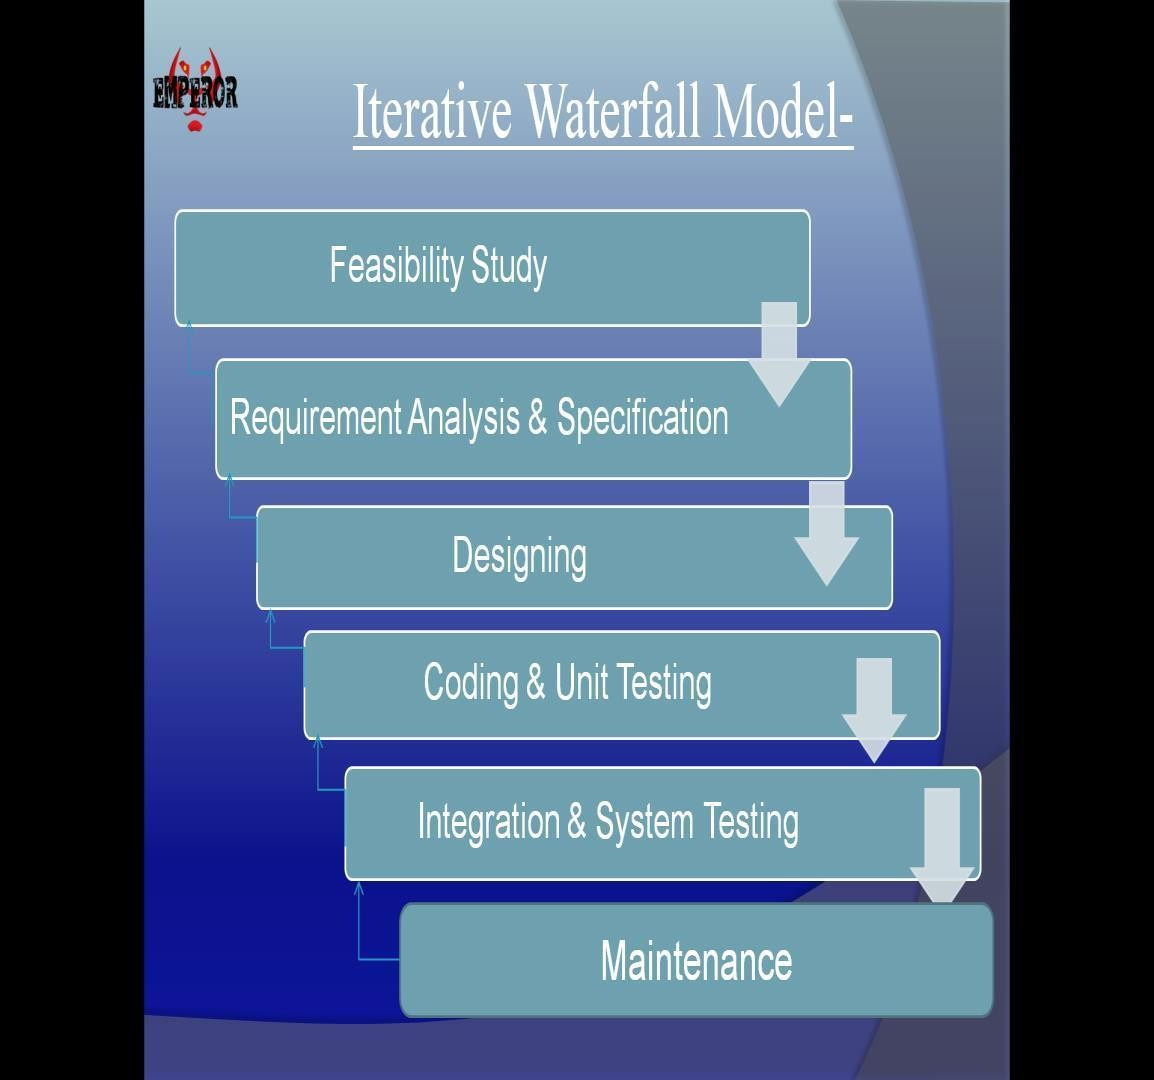 EMPEROR
Iterative Waterfall Model-
Feasibility Study
Requirement Analysis & Specification
Designing
Coding & Unit Testing
Integration & System Testing
Maintenance